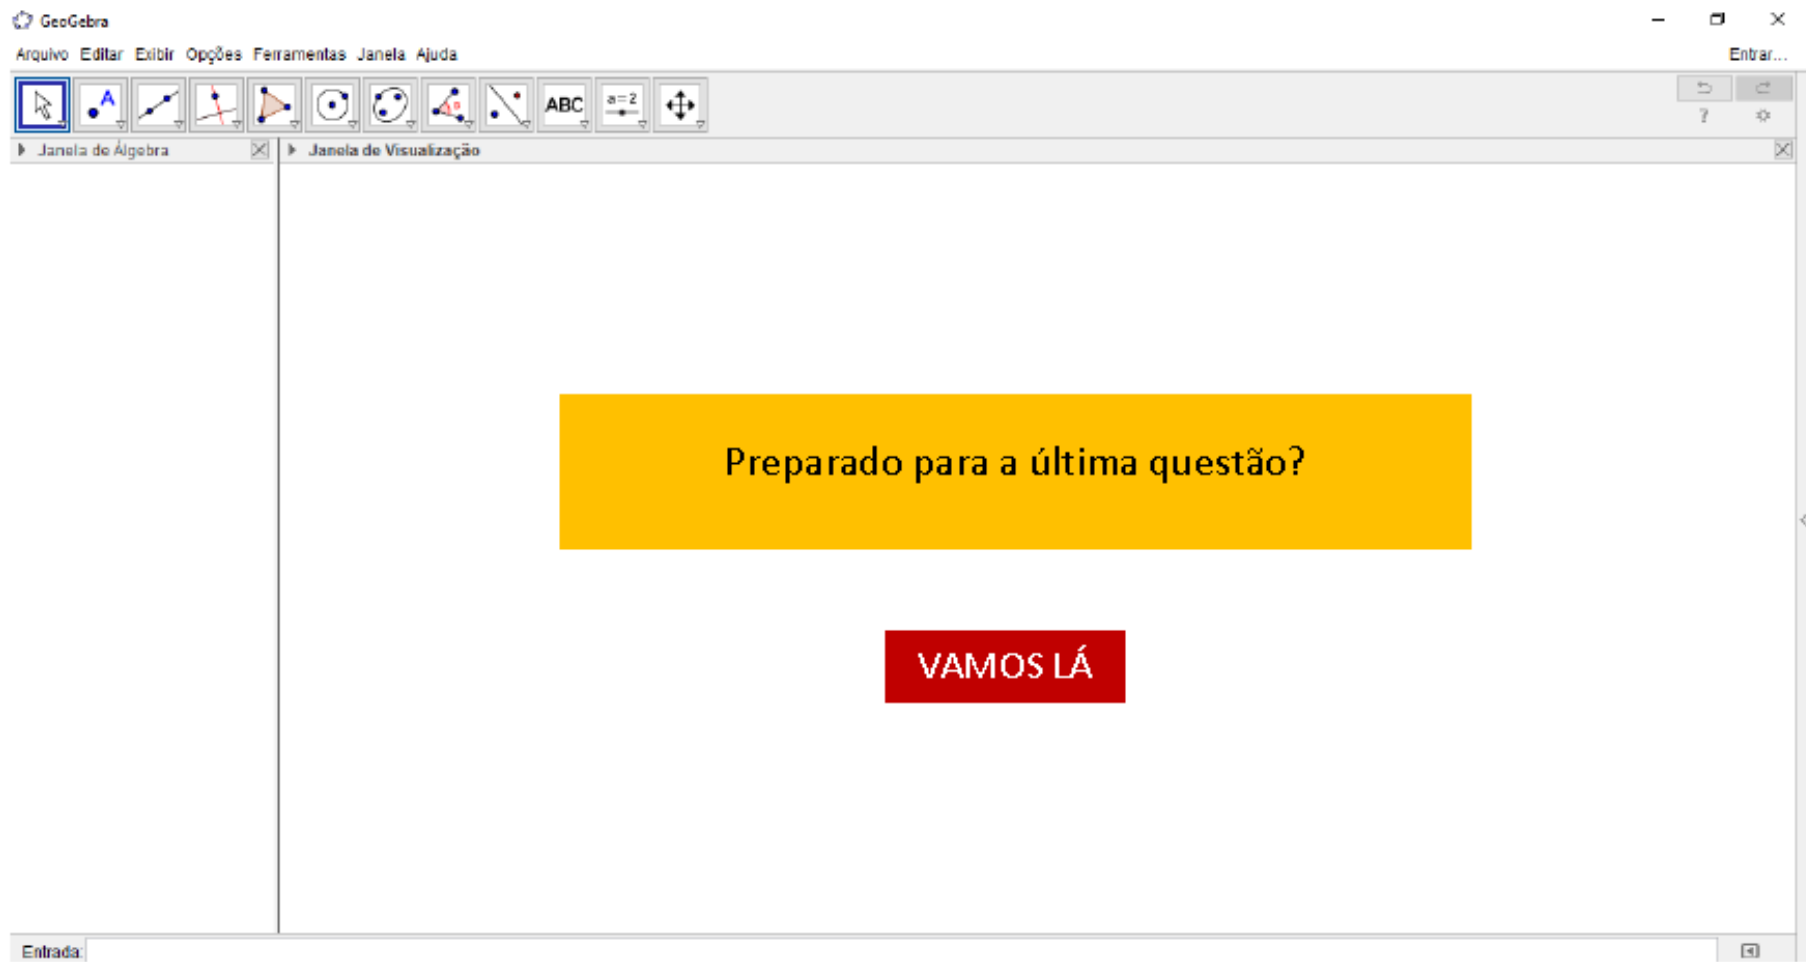 GeoGebra
Arquivo Editar Exibir Opções Ferramentas Janela Ajuda
Entrar...
A
α
ABC
a=2
?
Janela de Álgebra
Janela de Visualização
Preparado para a última questão?
VAMOS LÁ
Entrada: